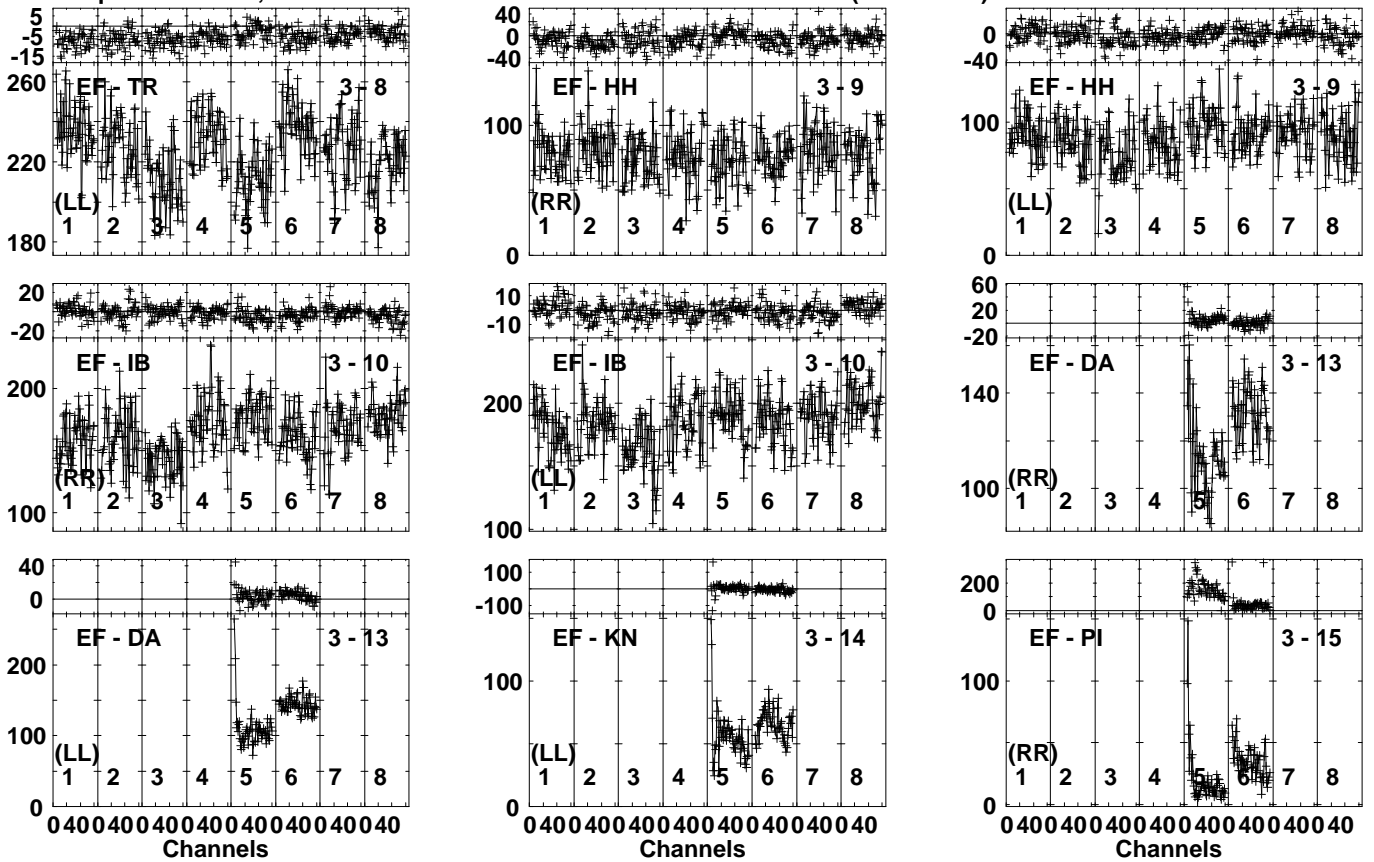 5
-5
-15
260
220
180
EF - TR 3 - 8
(LL)
1 2 3 4 5 6 7 8
40
0
-40
100
0
EF - HH 3 - 9
(RR)
1 2 3 4 5 6 7 8
0
-40
100
0
EF - HH 3 - 9
(LL)
1 2 3 4 5 6 7 8
20
-20
200
100
EF - IB 3 - 10
(RR)
1 2 3 4 5 6 7 8
10
-10
200
100
EF - IB 3 - 10
(LL)
1 2 3 4 5 6 7 8
60
20
-20
140
100
EF - DA 3 - 13
(RR)
1 2 3 4 5 6 7 8
40
0
200
100
0
EF - DA 3 - 13
(LL)
1 2 3 4 5 6 7 8
0 40 0 40 0 40 0 40 0 40 0 40 0 40 0 40
Channels
100
-100
100
0
EF - KN 3 - 14
(LL)
1 2 3 4 5 6 7 8
0 40 0 40 0 40 0 40 0 40 0 40 0 40 0 40
Channels
200
0
100
0
EF - PI 3 - 15
(RR)
1 2 3 4 5 6 7 8
0 40 0 40 0 40 0 40 0 40 0 40 0 40 0 40
Channels